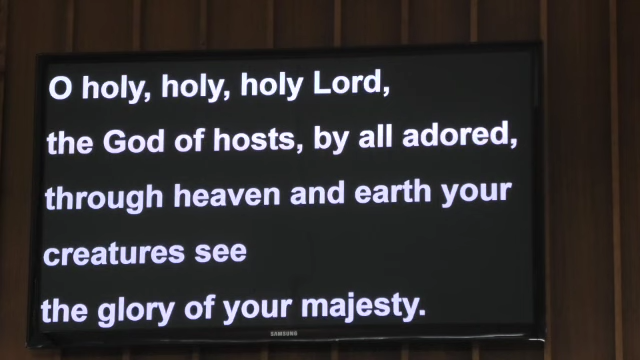 O holy, holy, holy Lord,
the God of hosts, by all adored,
through heaven and earth your
creatures see
the glory of your majesty.
SAMSUNG